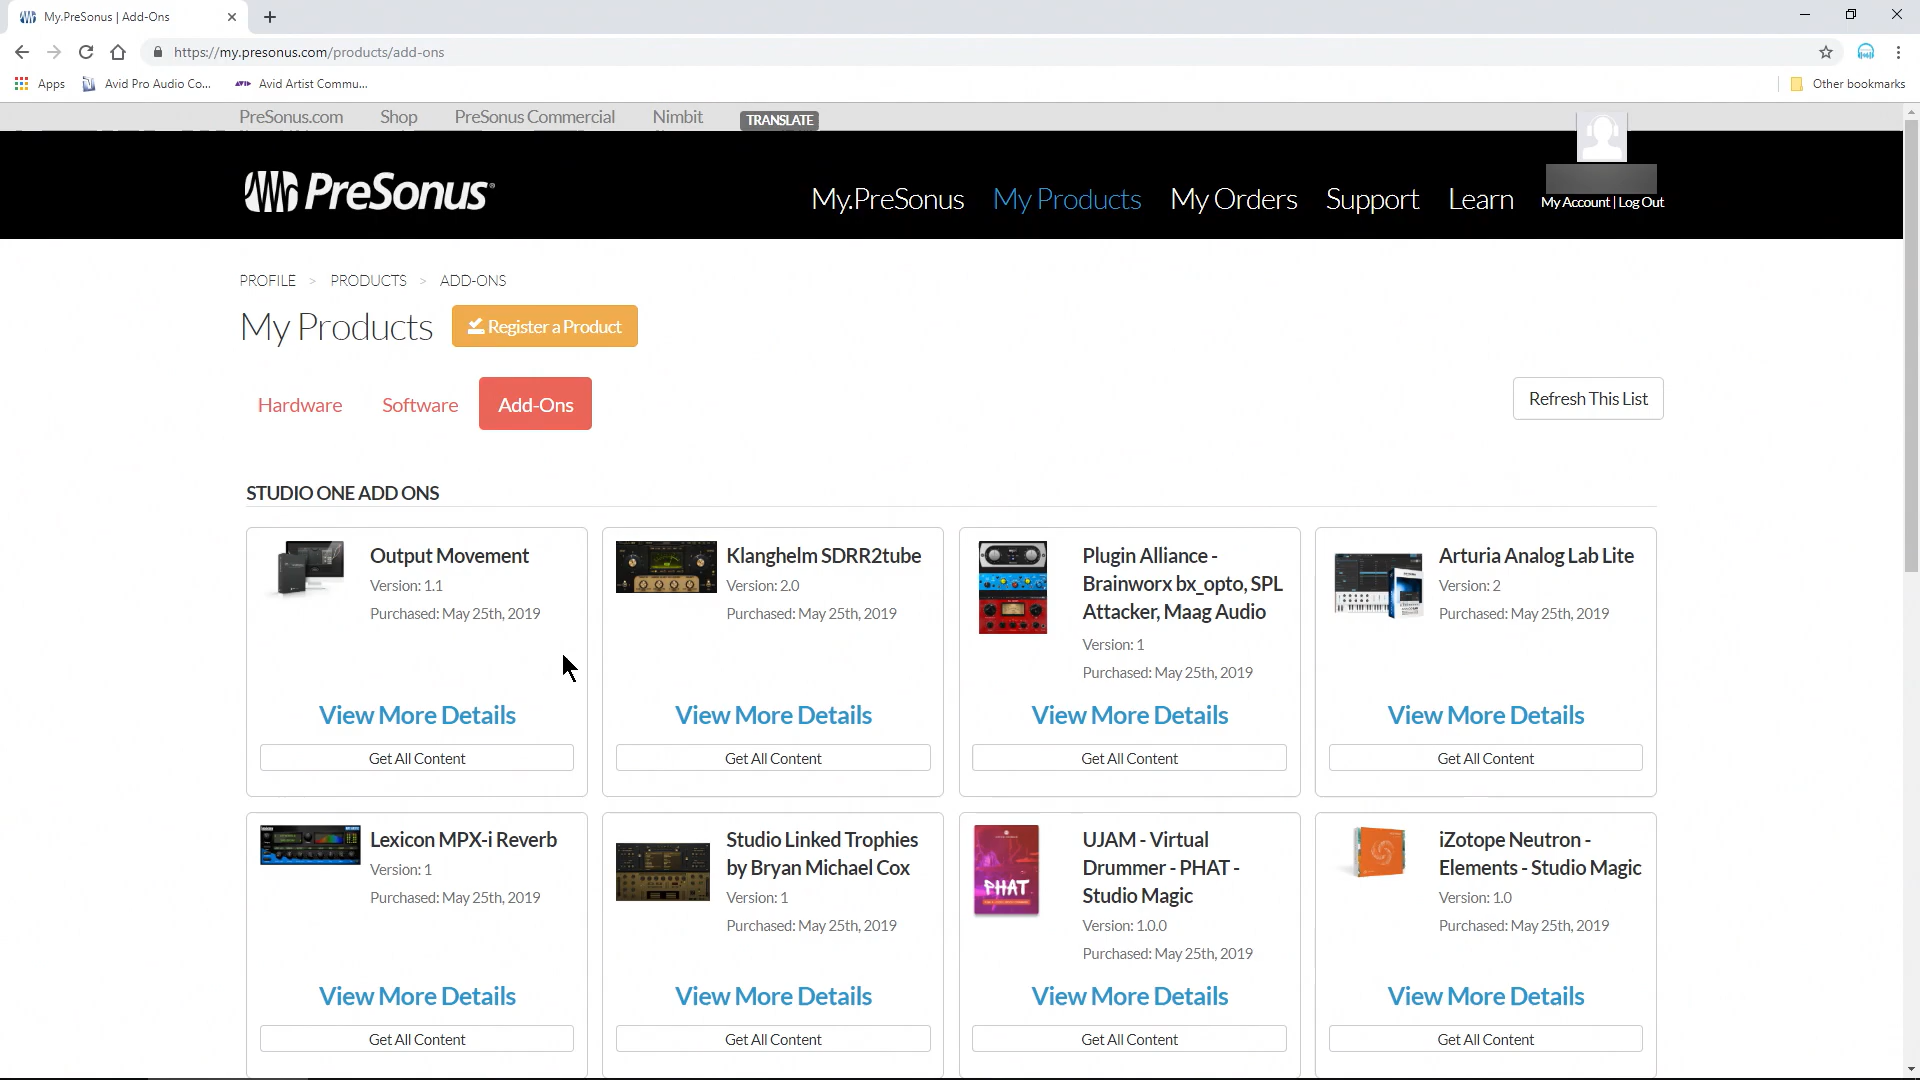 My.PreSonus | Add-Ons
https://my.presonus.com/products/add-ons
Apps Avid Pro Audio Co... Avid Artist Commu... Other bookmarks
PreSonus.com Shop PreSonus Commercial Nimbit TRANSLATE
PreSonus
My.PreSonus My Products My Orders Support Learn
My Account | Log Out
PROFILE > PRODUCTS > ADD-ONS
My Products Register a Product
Hardware Software Add-Ons Refresh This List
STUDIO ONE ADD ONS
Output Movement
Version: 1.1
Purchased: May 25th, 2019
View More Details
Get All Content
Klanghelm SDRR2tube
Version: 2.0
Purchased: May 25th, 2019
View More Details
Get All Content
Plugin Alliance -
Brainworx bx_opto, SPL
Attacker, Maag Audio
Version: 1
Purchased: May 25th, 2019
View More Details
Get All Content
Arturia Analog Lab Lite
Version: 2
Purchased: May 25th, 2019
View More Details
Get All Content
Lexicon MPX-i Reverb
Version: 1
Purchased: May 25th, 2019
View More Details
Get All Content
Studio Linked Trophies
by Bryan Michael Cox
Version: 1
Purchased: May 25th, 2019
View More Details
Get All Content
PHAT
UJAM - Virtual
Drummer - PHAT -
Studio Magic
Version: 1.0.0
Purchased: May 25th, 2019
View More Details
Get All Content
iZotope Neutron -
Elements - Studio Magic
Version: 1.0
Purchased: May 25th, 2019
View More Details
Get All Content